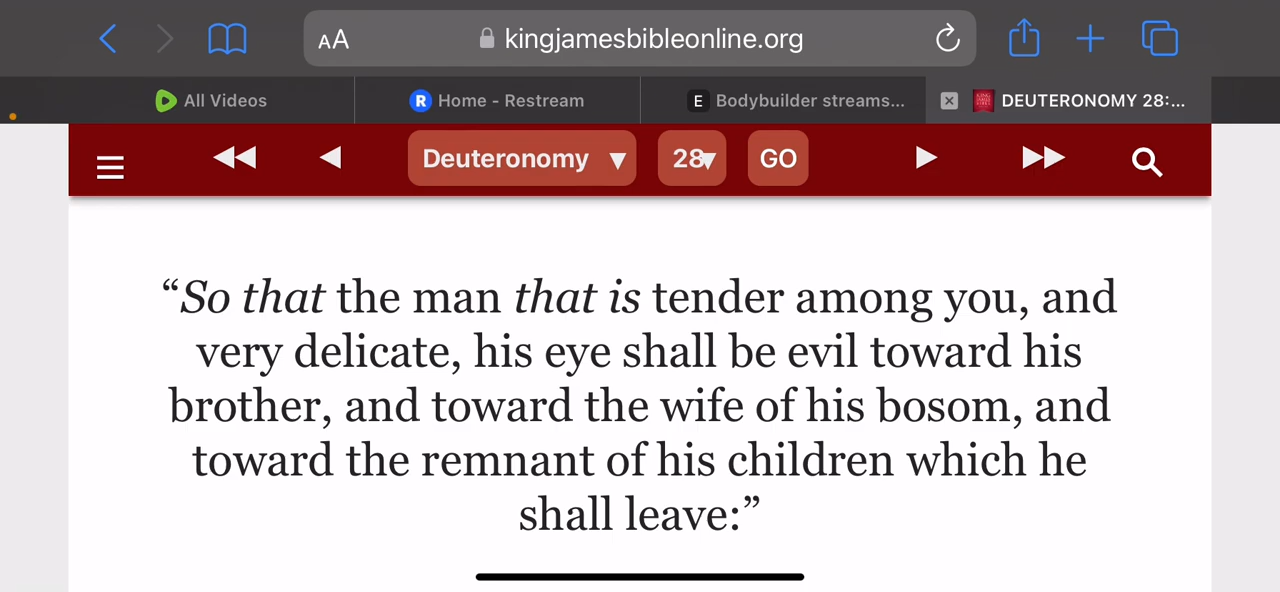 AA kingjamesbibleonline.org
All Videos R Home - Restream E Bodybuilder streams... DEUTERONOMY 28:...
Deuteronomy 28 GO
“So that the man that is tender among you, and
very delicate, his eye shall be evil toward his
brother, and toward the wife of his bosom, and
toward the remnant of his children which he
shall leave:”